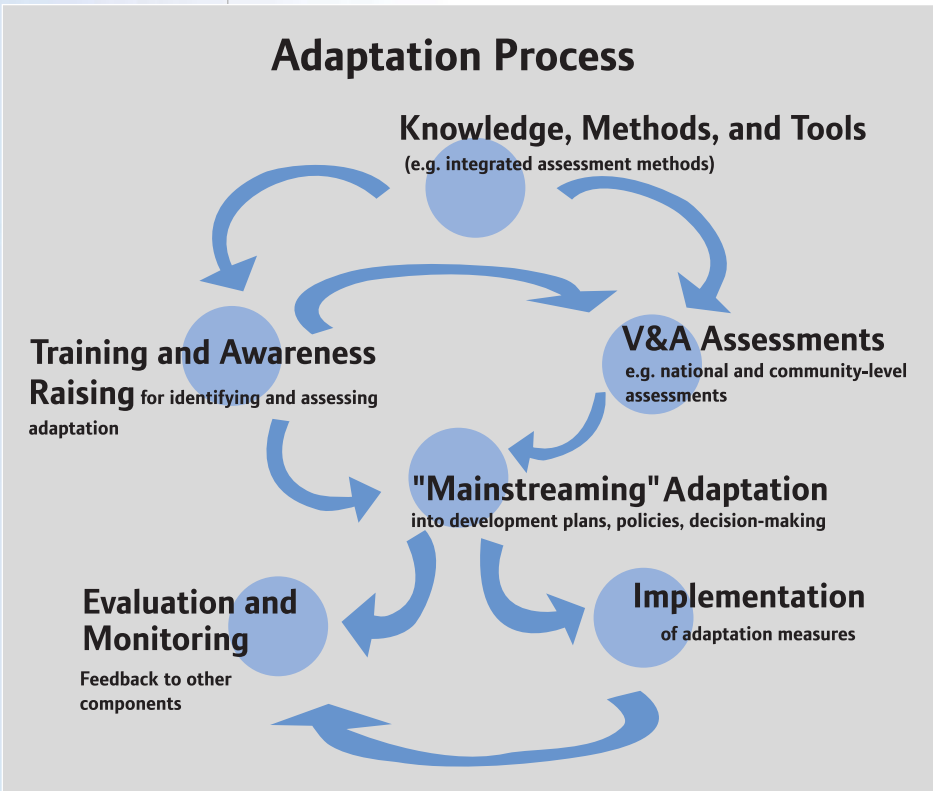 Adaptation Process
Knowledge, Methods, and Tools
(e.g. integrated assessment methods)
Training and Awareness
Raising for identifying and assessing
adaptation
V&A Assessments
e.g. national and community-level
assessments
"Mainstreaming" Adaptation
into development plans, policies, decision-making
Evaluation and
Monitoring
Feedback to other
components
Implementation
of adaptation measures